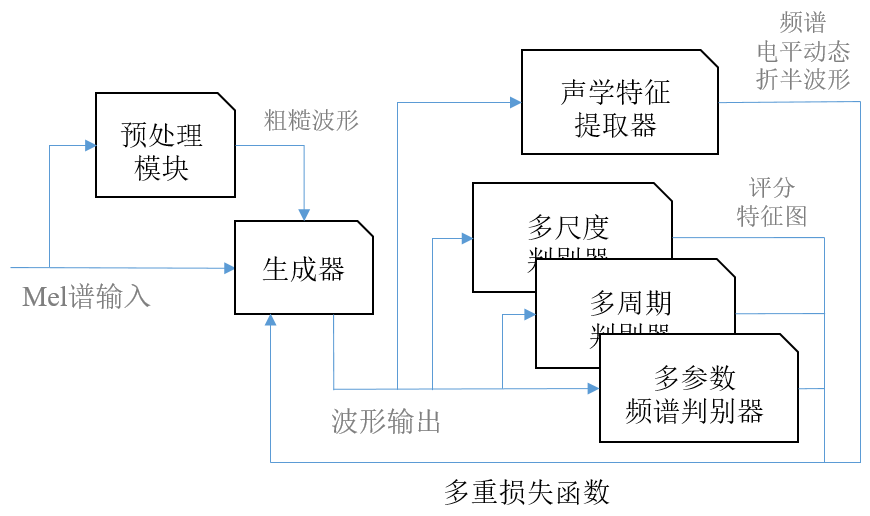 频谱
电平动态
折半波形
声学特征
提取器
预处理
模块
粗糙波形
评分
特征图
多尺度
判别器
生成器
Mel谱输入
多周期
判别器
多参数
频谱判别器
波形输出
多重损失函数